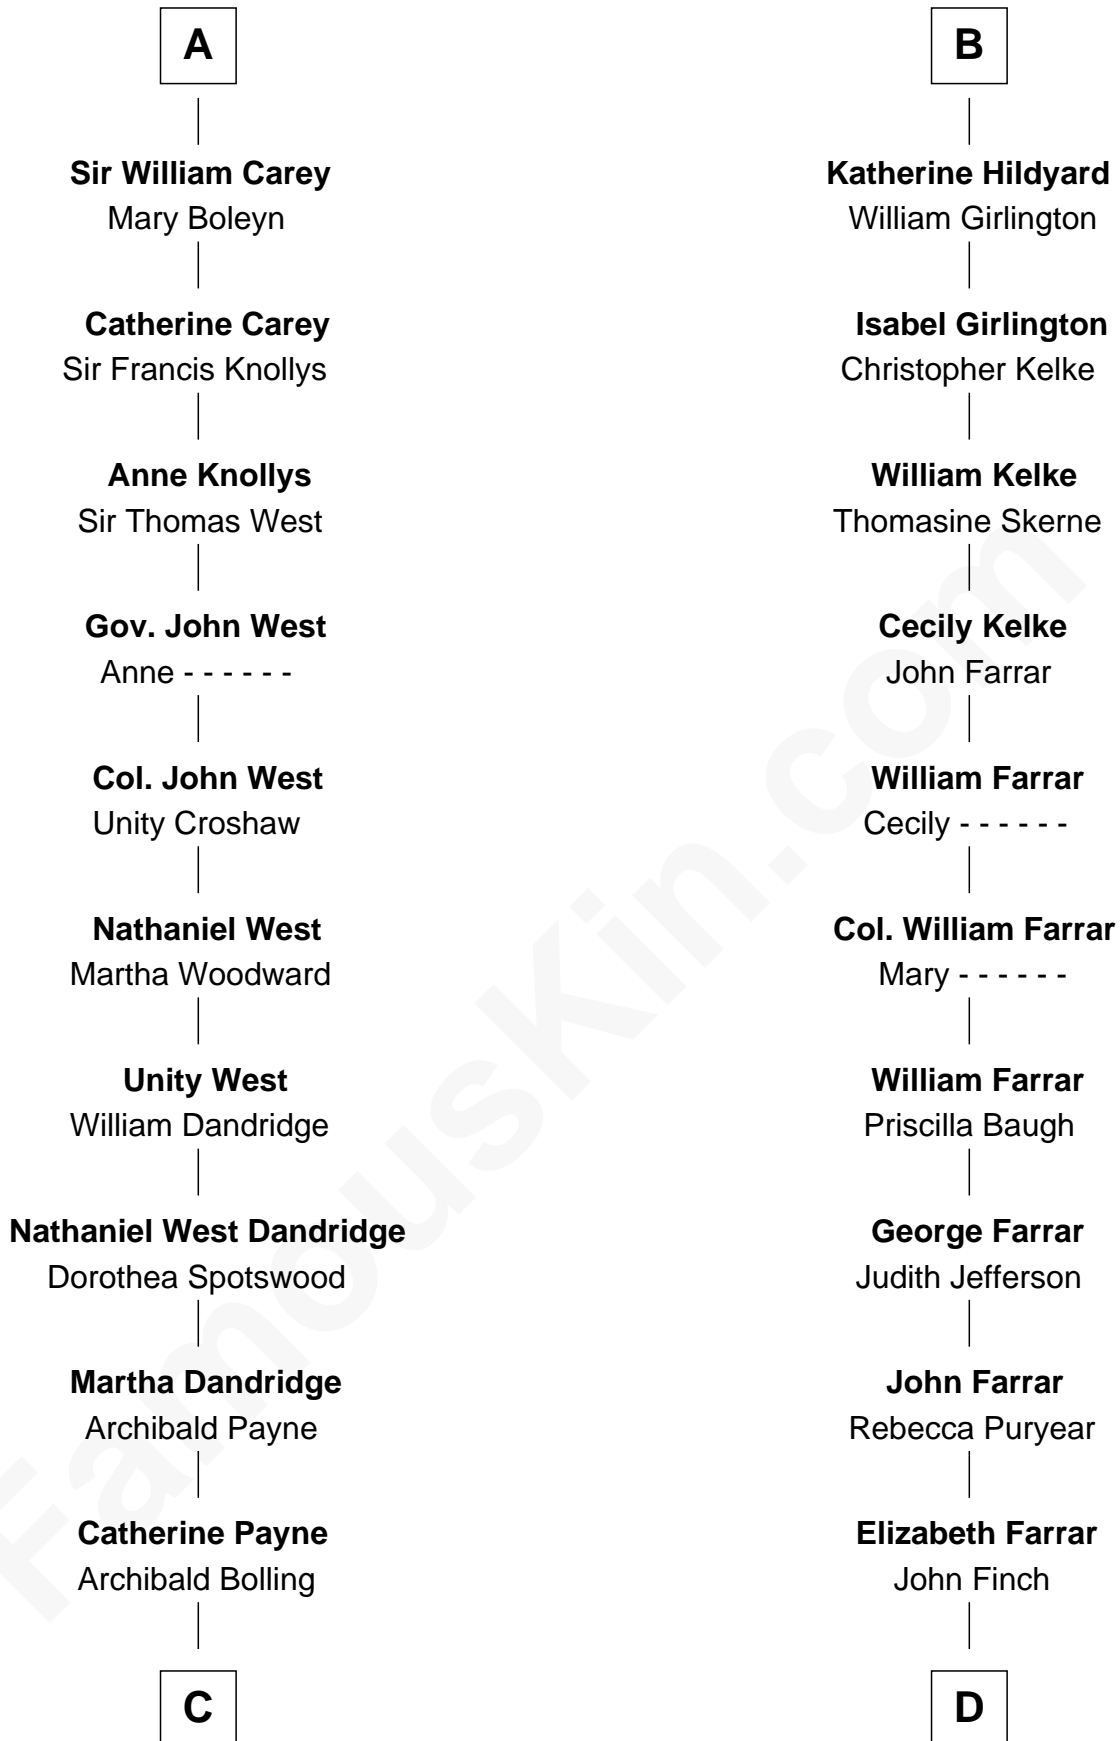 A
Sir William Carey
Mary Boleyn
Catherine Carey
Sir Francis Knollys
Anne Knollys
Sir Thomas West
Gov. John West
Anne - - - - - -
Col. John West
Unity Croshaw
Nathaniel West
Martha Woodward
Unity West
William Dandridge
Nathaniel West Dandridge
Dorothea Spotswood
Martha Dandridge
Archibald Payne
Catherine Payne
Archibald Bolling
C
B
Katherine Hildyard
William Girlington
Isabel Girlington
Christopher Kelke
William Kelke
Thomasine Skerne
Cecily Kelke
John Farrar
William Farrar
Cecily - - - - - -
Col. William Farrar
Mary - - - - - -
William Farrar
Priscilla Baugh
George Farrar
Judith Jefferson
John Farrar
Rebecca Puryear
Elizabeth Farrar
John Finch
D
FamousKin.com